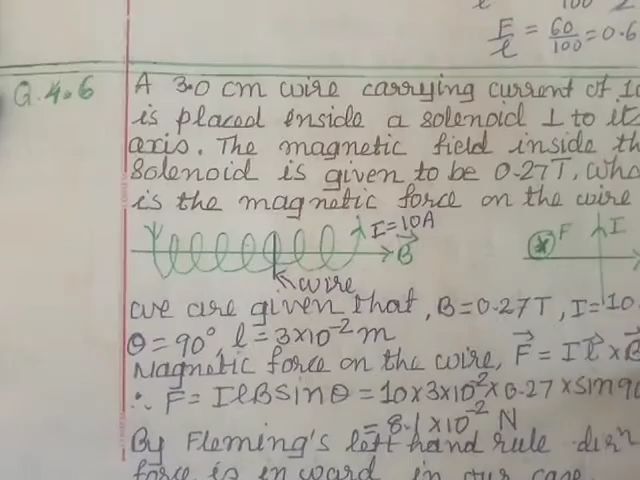 F/l = 60/100 = 0.6
Q.4.6 A 3.0 cm wire carrying current of 10
is placed inside a solenoid ⊥ to its
axis. The magnetic field inside th
solenoid is given to be 0.27T, Wha
is the magnetic force on the wire
I=10A
B
wire
F
I
we are given that, B=0.27T, I=10
θ=90°, l=3×10⁻² m
Magnetic force on the wire, F = I l × B
∴ F = IlB sinθ = 10×3×10²×0.27×sin90
= 8.1×10⁻² N
By Fleming's left hand rule dirn
force is inward in our case